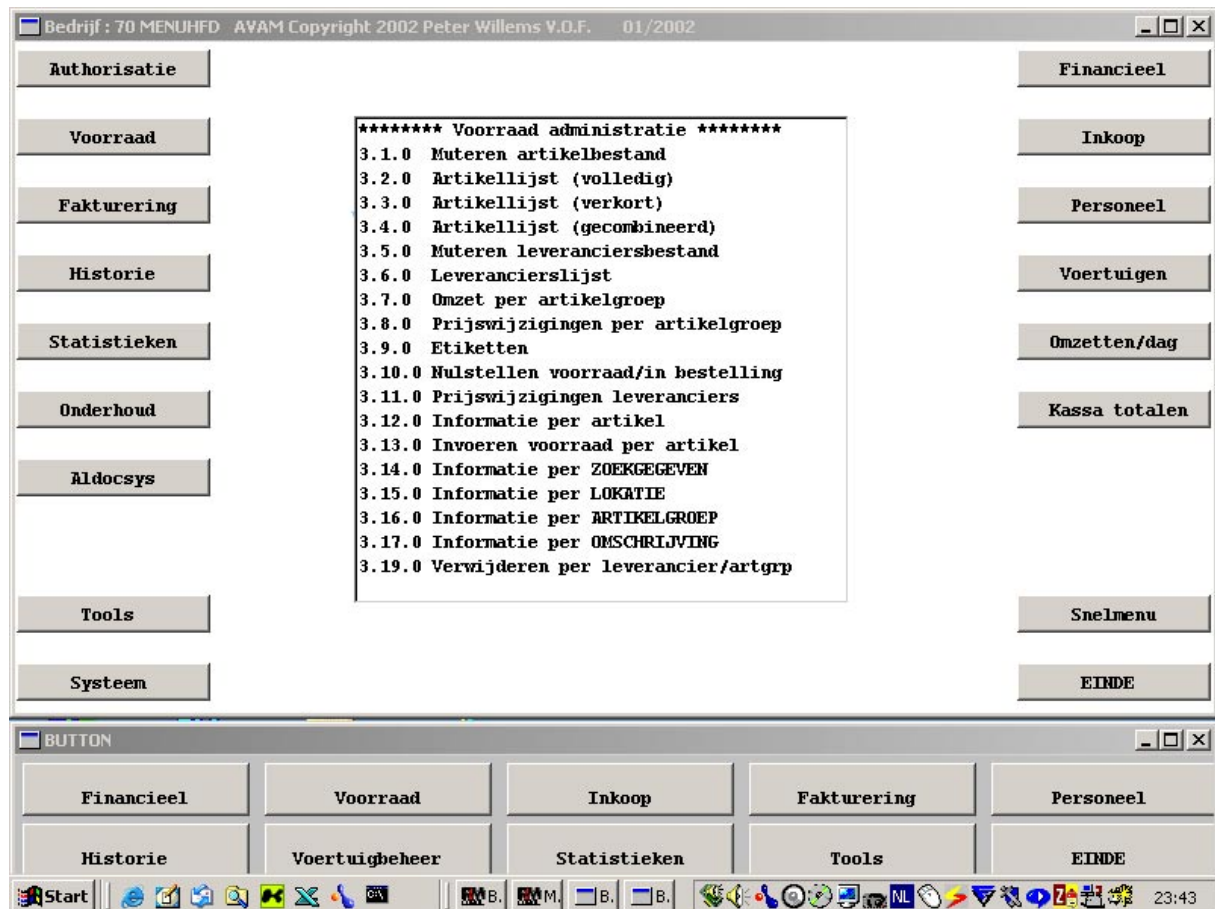 Bedrijf : 70 MENUHFD AVAM Copyright 2002 Peter Willems V.O.F. 01/2002
Authorisatie
Voorraad
Fakturering
Historie
Statistieken
Onderhoud
Aldocsys
Tools
Systeem
******** Voorraad administratie ********
3.1.0 Muteren artikelbestand
3.2.0 Artikellijst (volledig)
3.3.0 Artikellijst (verkort)
3.4.0 Artikellijst (gecombineerd)
3.5.0 Muteren leveranciersbestand
3.6.0 Leverancierslijst
3.7.0 Omzet per artikelgroep
3.8.0 Prijswijzigingen per artikelgroep
3.9.0 Etiketten
3.10.0 Nulstellen voorraad/in bestelling
3.11.0 Prijswijzigingen leveranciers
3.12.0 Informatie per artikel
3.13.0 Invoeren voorraad per artikel
3.14.0 Informatie per ZOEKGEGEVEN
3.15.0 Informatie per LOKATIE
3.16.0 Informatie per ARTIKELGROEP
3.17.0 Informatie per OMSCHRIJVING
3.19.0 Verwijderen per leverancier/artgrp
Financieel
Inkoop
Personeel
Voertuigen
Omzetten/dag
Kassa totalen
Snelmenu
EINDE
BUTTON
Financieel Voorraad Inkoop Fakturering Personeel
Historie Voertuigbeheer Statistieken Tools EINDE
Start B. M. B. B. NL 23:43